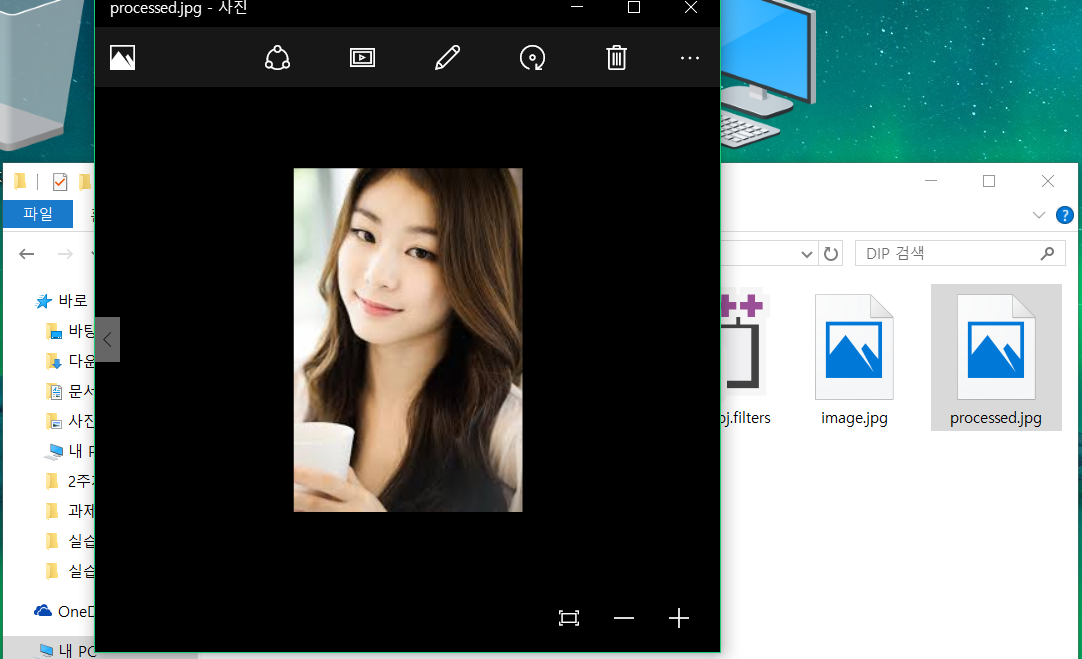 processed.jpg - 사진
파일
DIP 검색
바로
바탕
다운
문서
사진
내 P
2주
과제
실습
실습
OneD
내 PC
oj.filters
image.jpg
processed.jpg